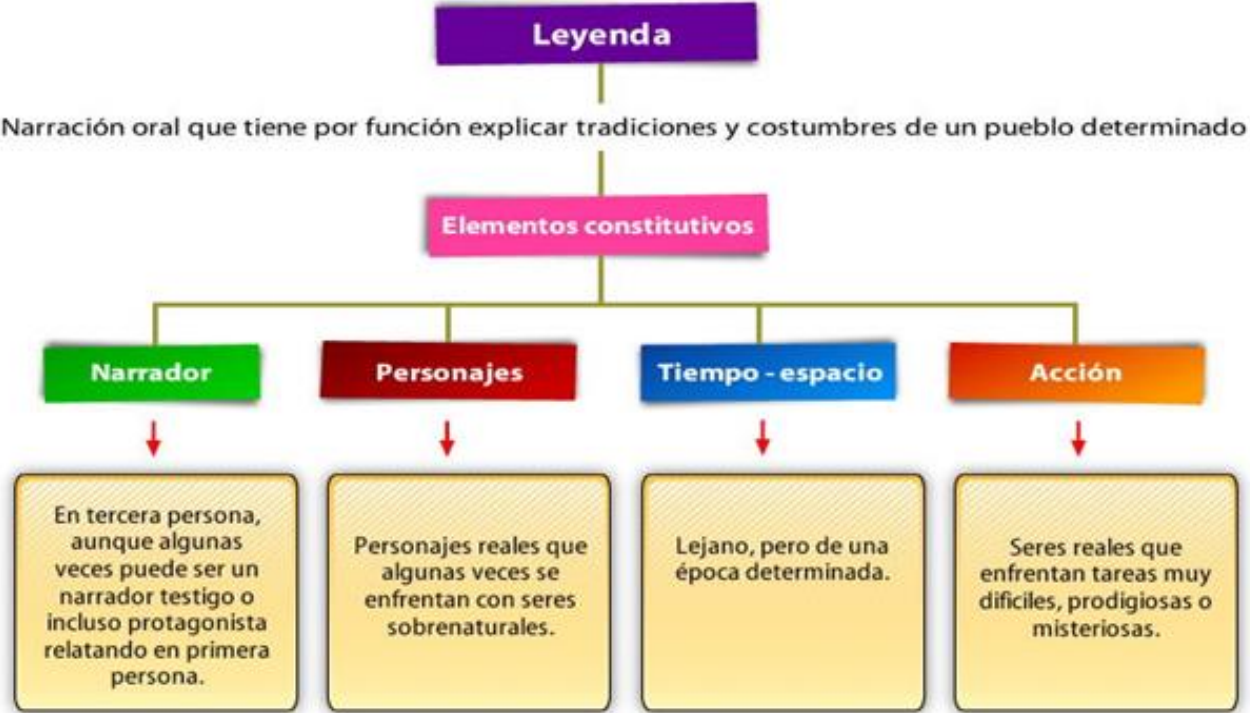 Leyenda
Narración oral que tiene por función explicar tradiciones y costumbres de un pueblo determinado
Elementos constitutivos
Narrador
Personajes
Tiempo - espacio
Acción
En tercera persona,
aunque algunas
veces puede ser un
narrador testigo o
incluso protagonista
relatando en primera
persona.
Personajes reales que
algunas veces se
enfrentan con seres
sobrenaturales.
Lejano, pero de una
época determinada.
Seres reales que
enfrentan tareas muy
dificiles, prodigiosas o
misteriosas.